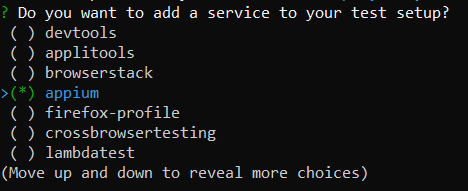 ? Do you want to add a service to your test setup?
( ) devtools
( ) applitools
( ) browserstack
>(*) appium
( ) firefox-profile
( ) crossbrowsertesting
( ) lambdatest
(Move up and down to reveal more choices)